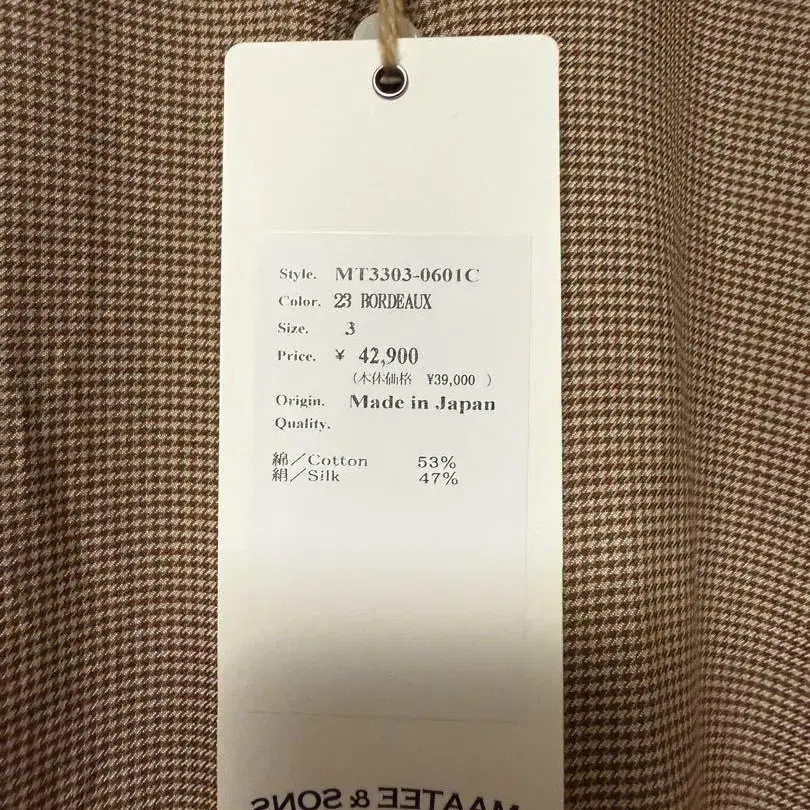 Style. MT3303-0601C
Color. 23 BORDEAUX
Size. 3
Price. ¥ 42,900
(本体価格 ¥39,000 )
Origin. Made in Japan
Quality.
綿/Cotton 53%
絹/Silk 47%
MAATEE & SONS